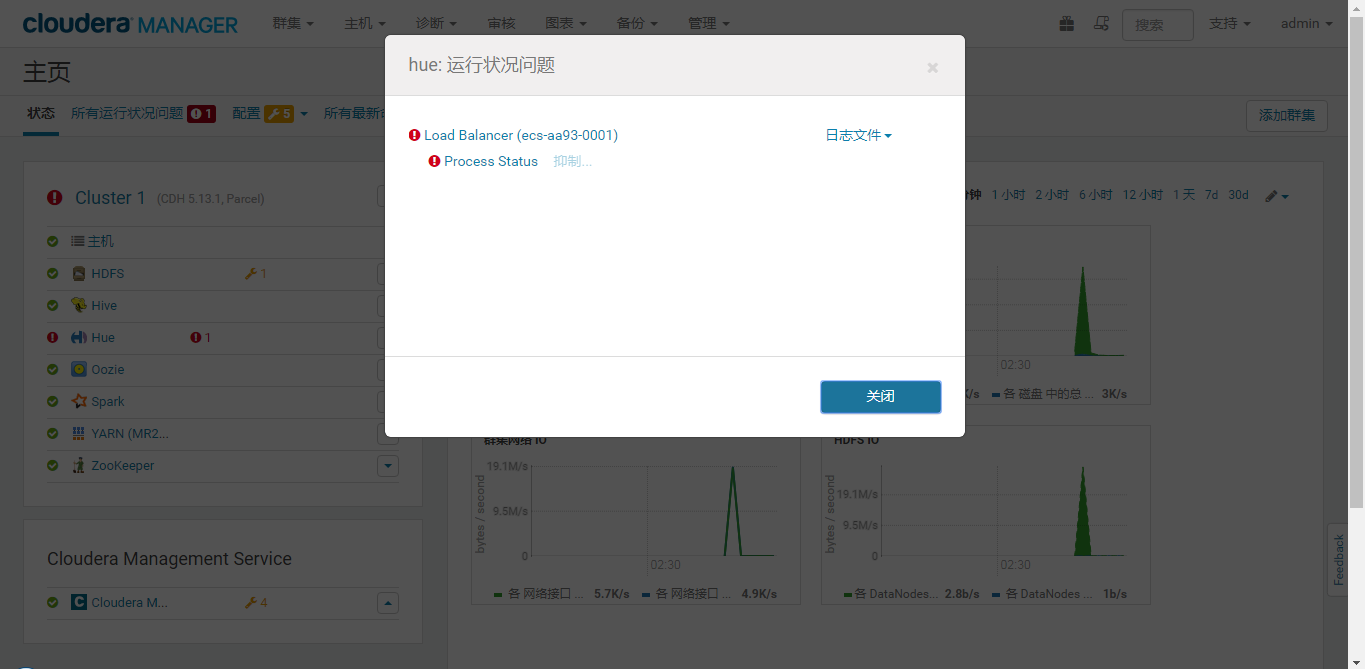 cloudera MANAGER 群集 主机 诊断 审核 图表 备份 管理 搜索 支持 admin
主页
状态 所有运行状况问题 1 配置 5 所有最新命 添加群集
hue: 运行状况问题 ×
Load Balancer (ecs-aa93-0001) 日志文件
Process Status 抑制...
关闭
Cluster 1 (CDH 5.13.1, Parcel)
主机
HDFS 1
Hive
Hue 1
Oozie
Spark
YARN (MR2...
ZooKeeper
Cloudera Management Service
Cloudera M... 4
钟 1 小时 2 小时 6 小时 12 小时 1 天 7d 30d
02:30
/s 各 磁盘 中的总 ... 3K/s
群集网络 IO
bytes / second
19.1M/s
9.5M/s
0
02:30
各 网络接口 ... 5.7K/s 各 网络接口 ... 4.9K/s
HDFS IO
bytes / second
19.1M/s
9.5M/s
0
02:30
各 DataNodes... 2.8b/s 各 DataNodes ... 1b/s
Feedback